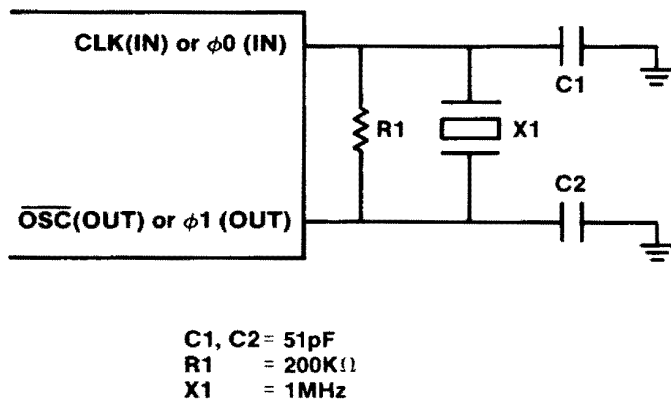 CLK(IN) or ϕ0 (IN)
C1
R1
X1
C2
O̅S̅C̅(OUT) or ϕ1 (OUT)
C1, C2= 51pF
R1 = 200KΩ
X1 = 1MHz